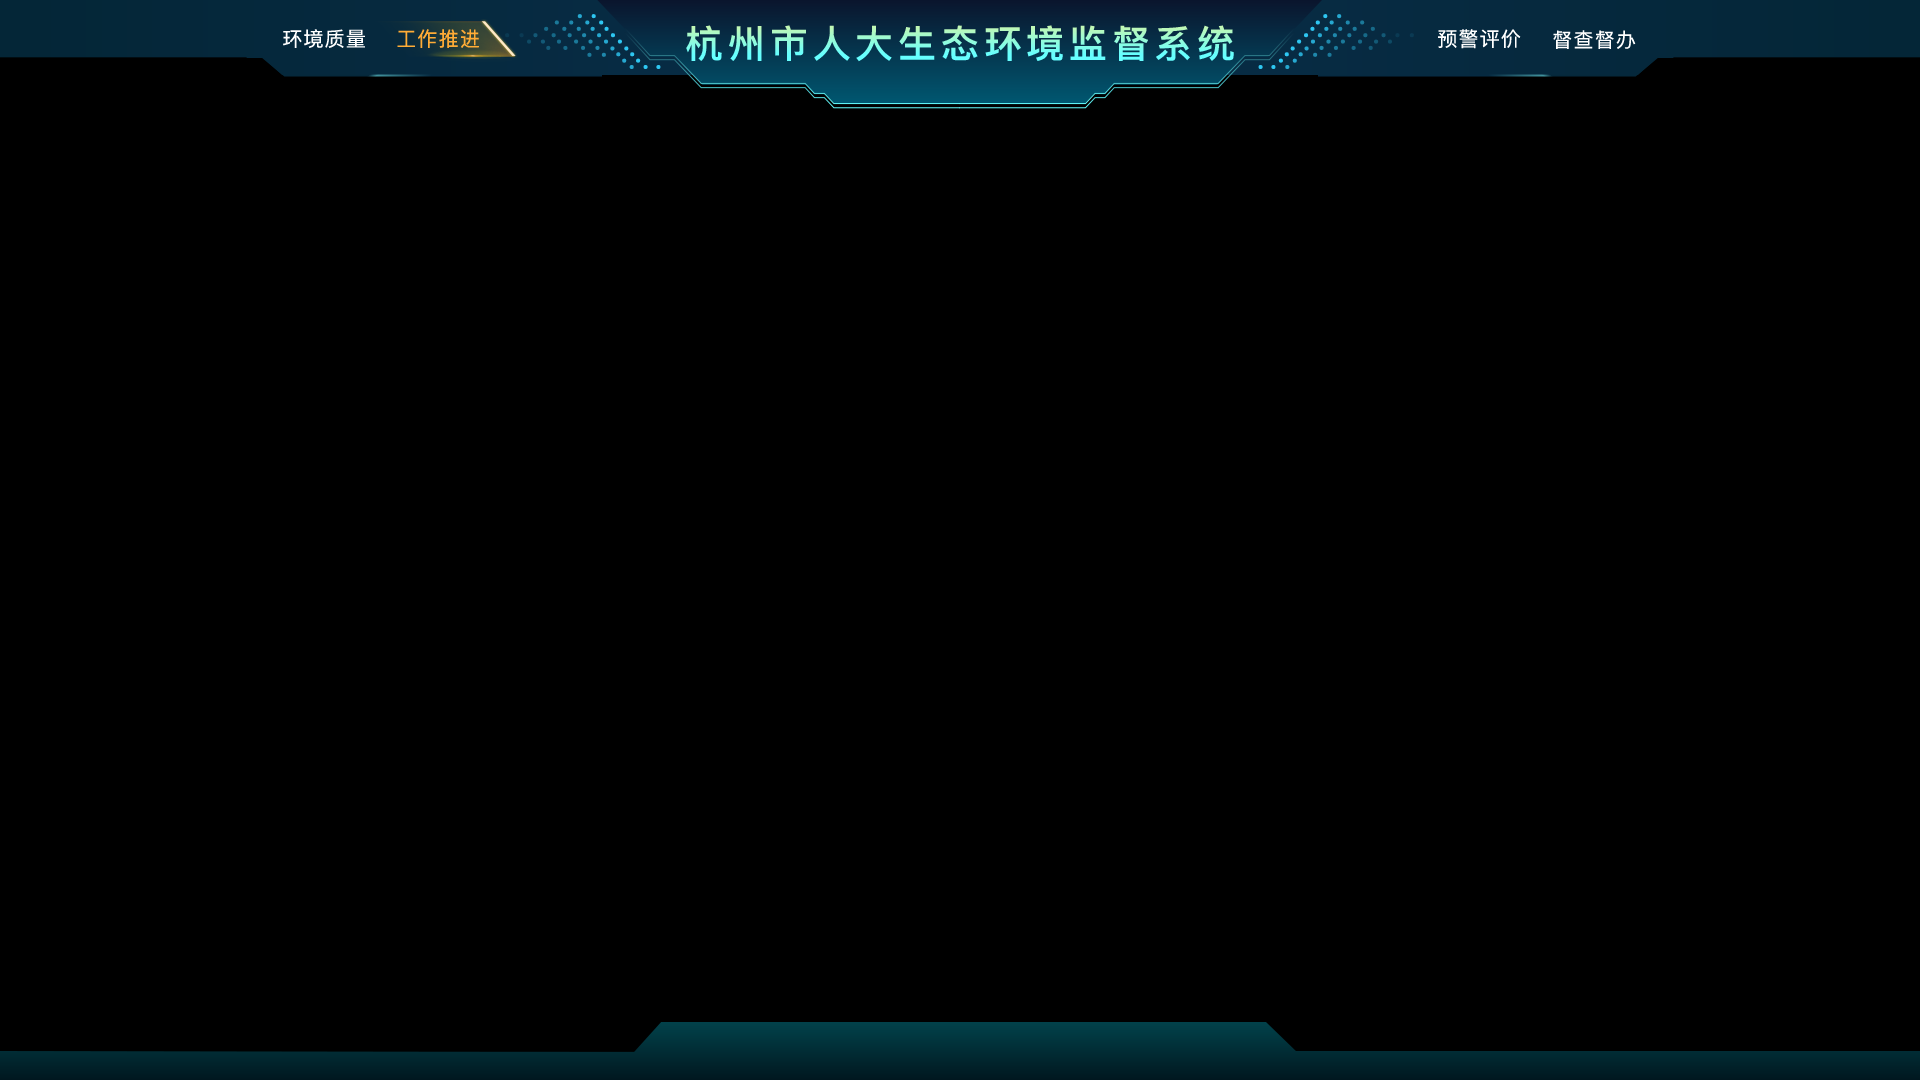 环境质量
工作推进
杭州市人大生态环境监督系统
预警评价
督查督办